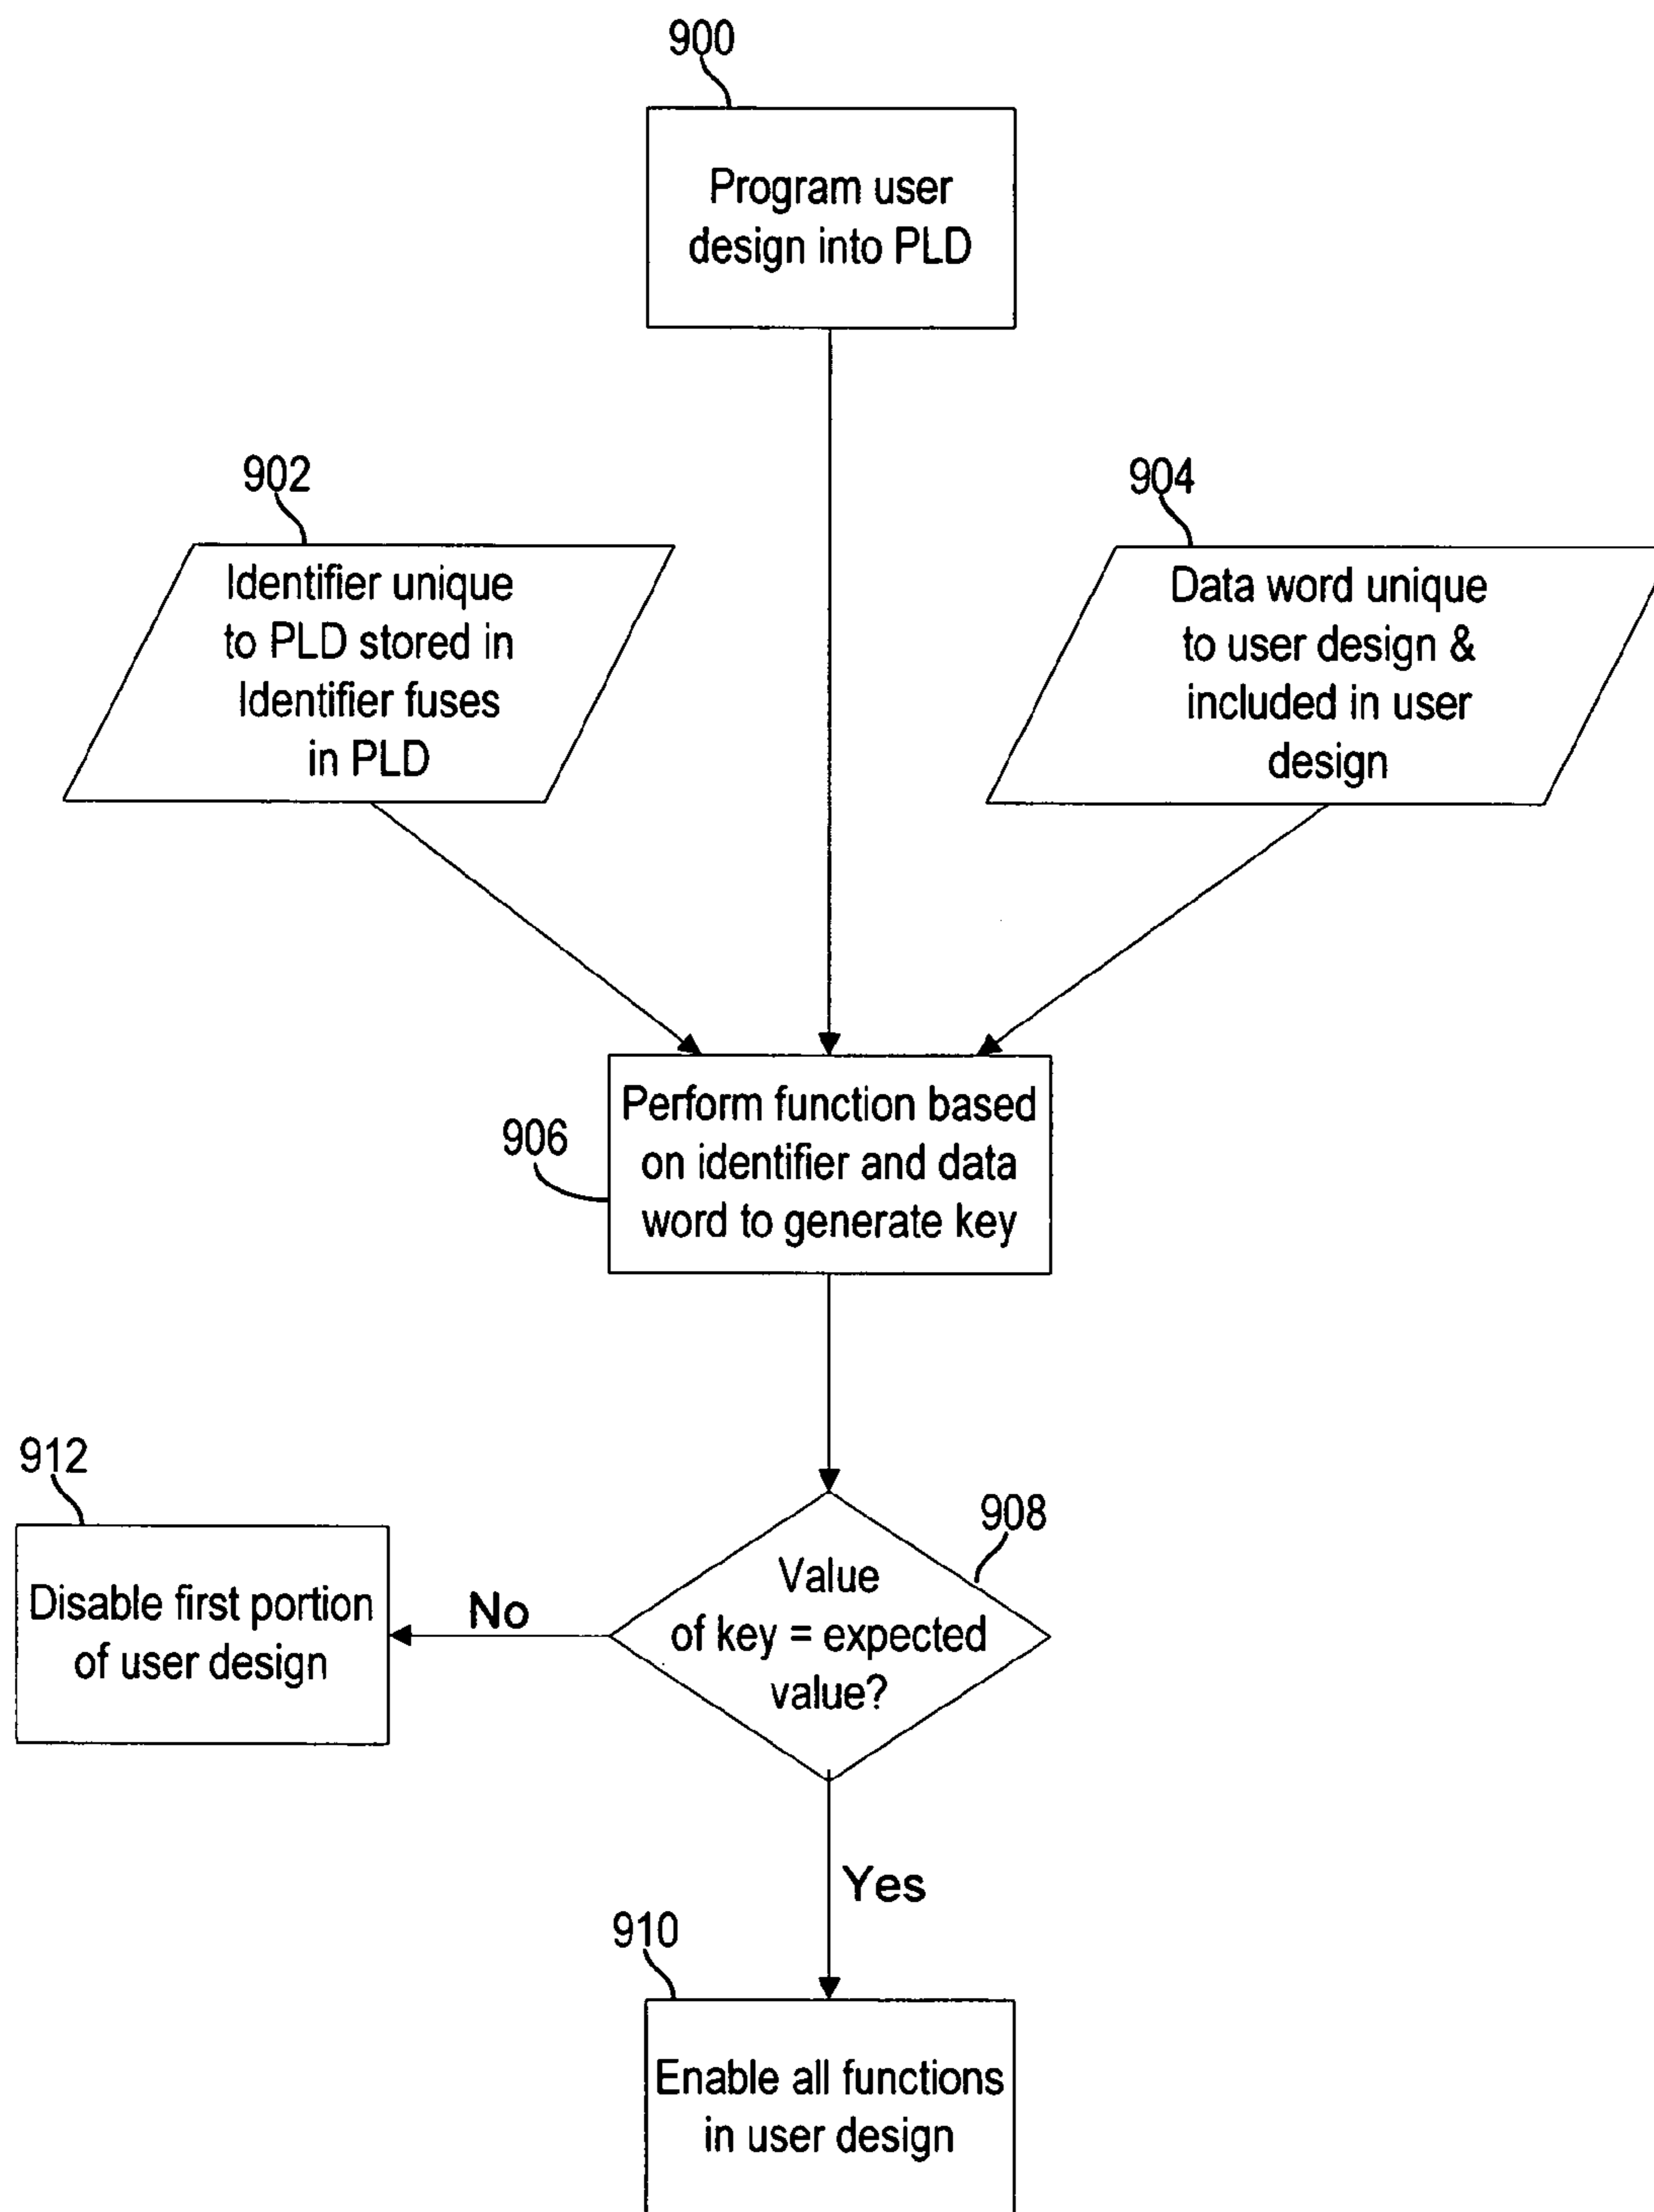 900
Program user
design into PLD
902
Identifier unique
to PLD stored in
Identifier fuses
in PLD
904
Data word unique
to user design &
included in user
design
906
Perform function based
on identifier and data
word to generate key
908
Value
of key = expected
value?
No
912
Disable first portion
of user design
Yes
910
Enable all functions
in user design